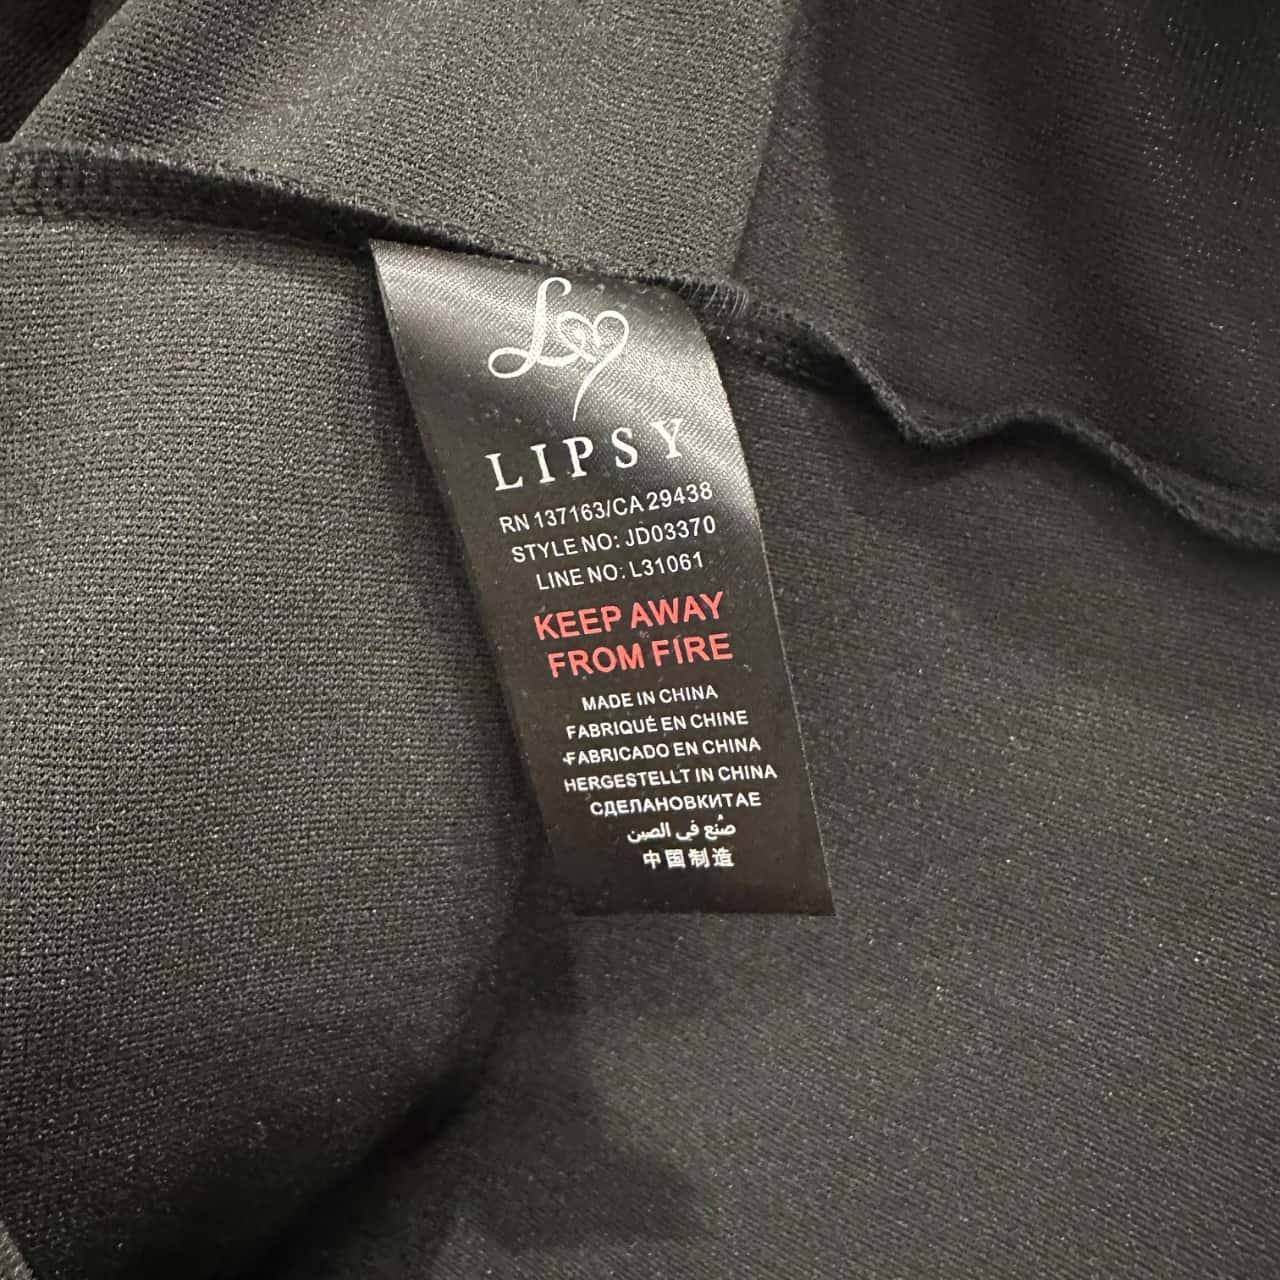 LIPSY
RN 137163/CA 29438
STYLE NO: JD03370
LINE NO: L31061
KEEP AWAY
FROM FIRE
MADE IN CHINA
FABRIQUÉ EN CHINE
FABRICADO EN CHINA
HERGESTELLT IN CHINA
СДЕЛАНОВКИТАЕ
صُنع في الصين
中国制造